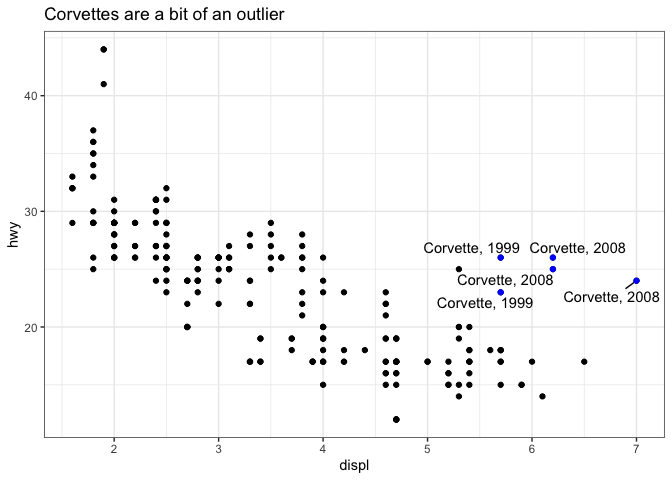 Corvettes are a bit of an outlier
40
30
20
hwy
Corvette, 1999
Corvette, 2008
Corvette, 2008
Corvette, 2008
Corvette, 1999
2 3 4 5 6 7
displ